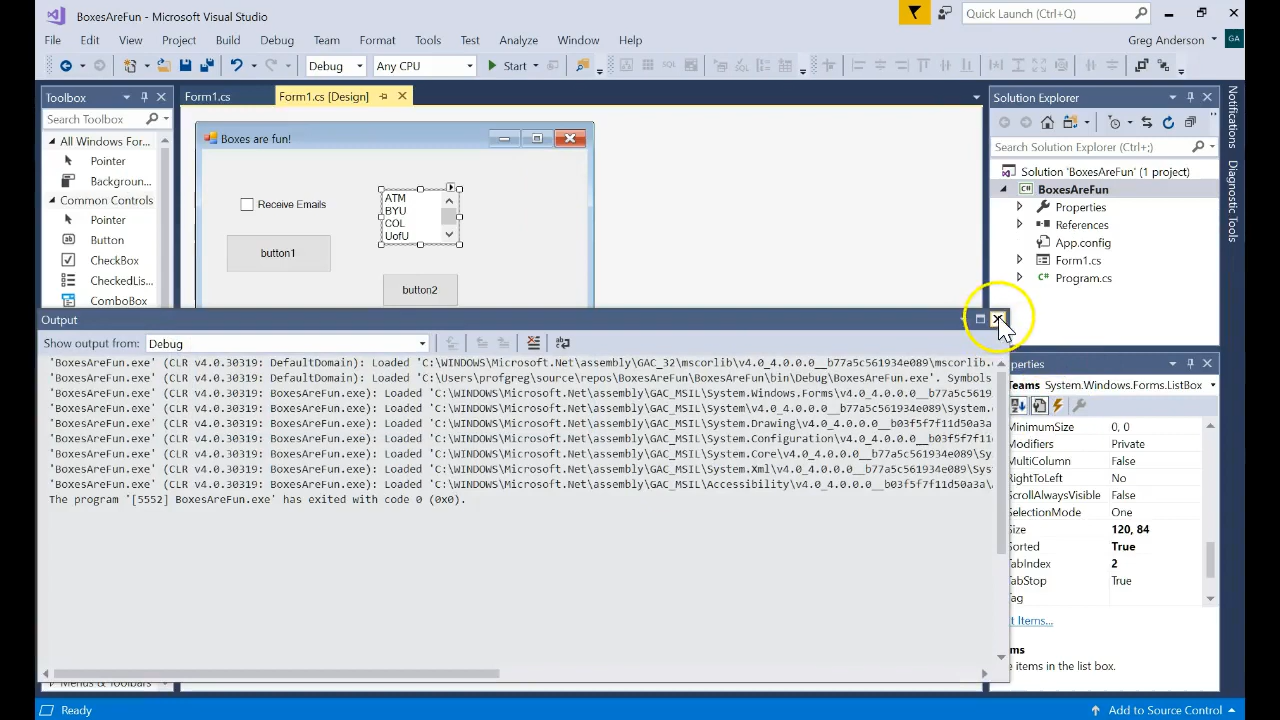 BoxesAreFun - Microsoft Visual Studio
Quick Launch (Ctrl+Q)
File Edit View Project Build Debug Team Format Tools Test Analyze Window Help
Greg Anderson GA
Debug Any CPU Start
Toolbox
Search Toolbox
All Windows For...
Pointer
Backgroun...
Common Controls
Pointer
Button
CheckBox
CheckedLis...
ComboBox
Menus & Toolbars
Form1.cs Form1.cs [Design]
Boxes are fun!
Receive Emails
ATM
BYU
COL
UofU
button1
button2
Solution Explorer
Search Solution Explorer (Ctrl+;)
Solution 'BoxesAreFun' (1 project)
BoxesAreFun
Properties
References
App.config
Form1.cs
Program.cs
Notifications
Diagnostic Tools
Output
Show output from: Debug
'BoxesAreFun.exe' (CLR v4.0.30319: DefaultDomain): Loaded 'C:\WINDOWS\Microsoft.Net\assembly\GAC_32\mscorlib\v4.0_4.0.0.0__b77a5c561934e089\mscorlib.
'BoxesAreFun.exe' (CLR v4.0.30319: DefaultDomain): Loaded 'C:\Users\profgreg\source\repos\BoxesAreFun\BoxesAreFun\bin\Debug\BoxesAreFun.exe'. Symbols
'BoxesAreFun.exe' (CLR v4.0.30319: BoxesAreFun.exe): Loaded 'C:\WINDOWS\Microsoft.Net\assembly\GAC_MSIL\System.Windows.Forms\v4.0_4.0.0.0__b77a5c5619
'BoxesAreFun.exe' (CLR v4.0.30319: BoxesAreFun.exe): Loaded 'C:\WINDOWS\Microsoft.Net\assembly\GAC_MSIL\System\v4.0_4.0.0.0__b77a5c561934e089\System.
'BoxesAreFun.exe' (CLR v4.0.30319: BoxesAreFun.exe): Loaded 'C:\WINDOWS\Microsoft.Net\assembly\GAC_MSIL\System.Drawing\v4.0_4.0.0.0__b03f5f7f11d50a3a
'BoxesAreFun.exe' (CLR v4.0.30319: BoxesAreFun.exe): Loaded 'C:\WINDOWS\Microsoft.Net\assembly\GAC_MSIL\System.Configuration\v4.0_4.0.0.0__b03f5f7f11
'BoxesAreFun.exe' (CLR v4.0.30319: BoxesAreFun.exe): Loaded 'C:\WINDOWS\Microsoft.Net\assembly\GAC_MSIL\System.Core\v4.0_4.0.0.0__b77a5c561934e089\Sy
'BoxesAreFun.exe' (CLR v4.0.30319: BoxesAreFun.exe): Loaded 'C:\WINDOWS\Microsoft.Net\assembly\GAC_MSIL\System.Xml\v4.0_4.0.0.0__b77a5c561934e089\Syst
'BoxesAreFun.exe' (CLR v4.0.30319: BoxesAreFun.exe): Loaded 'C:\WINDOWS\Microsoft.Net\assembly\GAC_MSIL\Accessibility\v4.0_4.0.0.0__b03f5f7f11d50a3a\
The program '[5552] BoxesAreFun.exe' has exited with code 0 (0x0).
operties
Teams System.Windows.Forms.ListBox
MinimumSize 0, 0
Modifiers Private
MultiColumn False
RightToLeft No
ScrollAlwaysVisible False
SelectionMode One
Size 120, 84
Sorted True
TabIndex 2
TabStop True
Tag
t Items...
ms
e items in the list box.
Ready
Add to Source Control